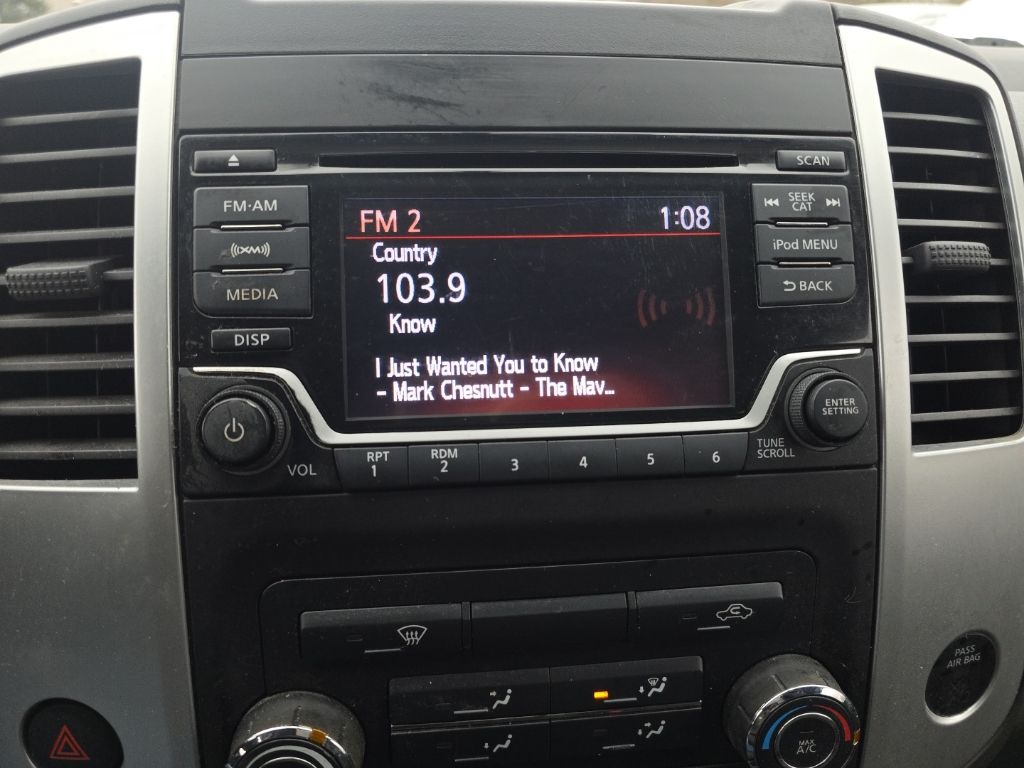 SCAN
FM·AM
XM
MEDIA
DISP
FM 2 1:08
Country
103.9
Know
I Just Wanted You to Know
- Mark Chesnutt - The Mav...
SEEK
CAT
iPod MENU
BACK
ENTER
SETTING
VOL
RPT
1
RDM
2
3
4
5
6
TUNE
SCROLL
PASS
AIR BAG
MAX
A/C